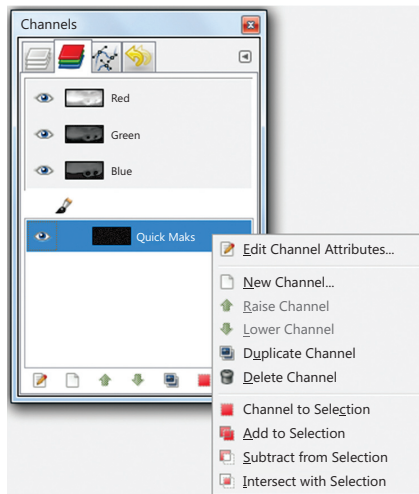 Channels
Red
Green
Blue
Quick Maks
Edit Channel Attributes...
New Channel...
Raise Channel
Lower Channel
Duplicate Channel
Delete Channel
Channel to Selection
Add to Selection
Subtract from Selection
Intersect with Selection